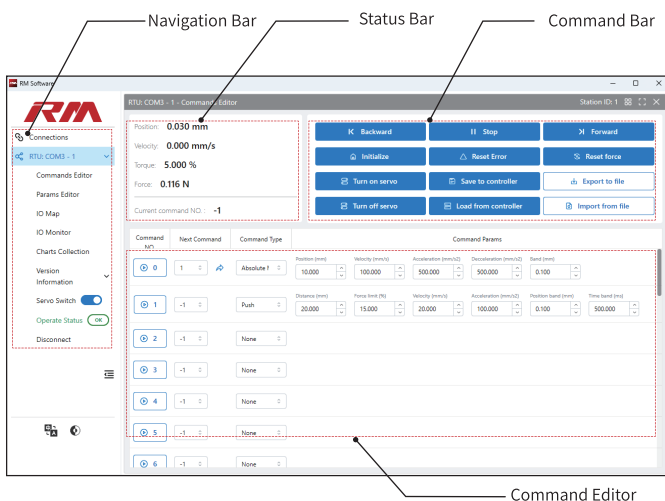 Navigation Bar
Status Bar
Command Bar
RM Software
RM
RTU: COM3 - 1 - Commands Editor
Station ID: 1
Connections
RTU: COM3 - 1
Commands Editor
Params Editor
IO Map
IO Monitor
Charts Collection
Version
Information
Servo Switch
Operate Status OK
Disconnect
Position: 0.030 mm
Velocity: 0.000 mm/s
Torque: 5.000 %
Force: 0.116 N
Current command NO.: -1
Backward
Stop
Forward
Initialize
Reset Error
Reset force
Turn on servo
Save to controller
Export to file
Turn off servo
Load from controller
Import from file
Command NO. Next Command Command Type Command Params
Position (mm) Velocity (mm/s) Acceleration (mm/s2) Decceleration (mm/s2) Band (mm)
0 1 Absolute 10.000 100.000 500.000 500.000 0.100
Distance (mm) Force limit (%) Velocity (mm/s) Acceleration (mm/s2) Position band (mm) Time band (ms)
1 -1 Push 20.000 15.000 20.000 100.000 0.100 500.000
2 -1 None
3 -1 None
4 -1 None
5 -1 None
6 -1 None
Command Editor